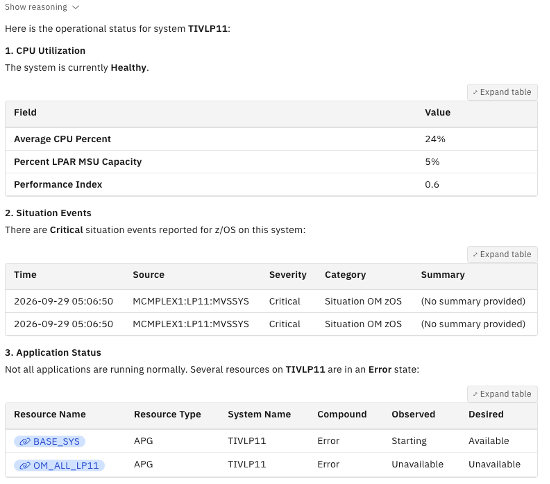 Show reasoning
Here is the operational status for system TIVLP11:
1. CPU Utilization
The system is currently Healthy.
Expand table
Field Value
Average CPU Percent 24%
Percent LPAR MSU Capacity 5%
Performance Index 0.6
2. Situation Events
There are Critical situation events reported for z/OS on this system:
Expand table
Time Source Severity Category Summary
2026-09-29 05:06:50 MCMPLEX1:LP11:MVSSYS Critical Situation OM zOS (No summary provided)
2026-09-29 05:06:50 MCMPLEX1:LP11:MVSSYS Critical Situation OM zOS (No summary provided)
3. Application Status
Not all applications are running normally. Several resources on TIVLP11 are in an Error state:
Expand table
Resource Name Resource Type System Name Compound Observed Desired
BASE_SYS APG TIVLP11 Error Starting Available
OM_ALL_LP11 APG TIVLP11 Error Unavailable Unavailable